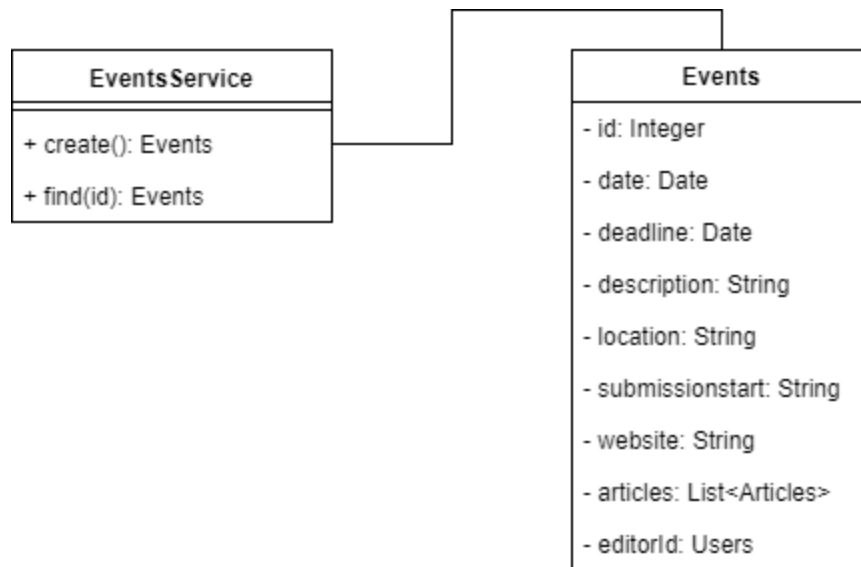 EventsService
+ create(): Events
+ find(id): Events
Events
- id: Integer
- date: Date
- deadline: Date
- description: String
- location: String
- submissionstart: String
- website: String
- articles: List<Articles>
- editorId: Users